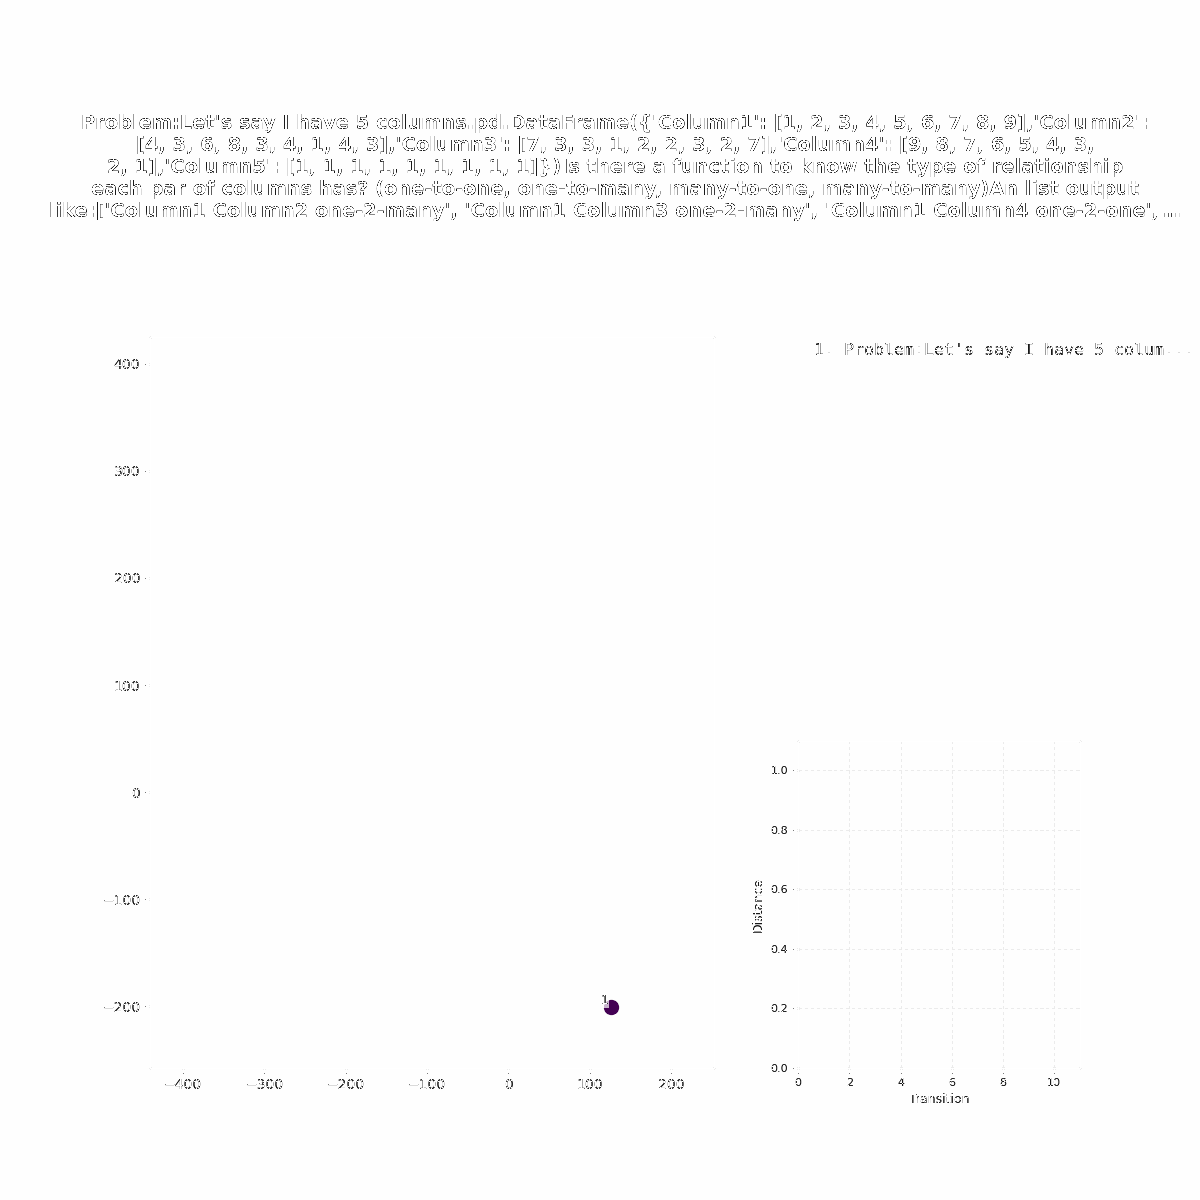 Problem:Let's say I have 5 columns.pd.DataFrame({'Column1': [1, 2, 3, 4, 5, 6, 7, 8, 9],'Column2':
[4, 3, 6, 8, 3, 4, 1, 4, 3],'Column3': [7, 3, 3, 1, 2, 2, 3, 2, 7],'Column4': [9, 8, 7, 6, 5, 4, 3,
2, 1],'Column5': [1, 1, 1, 1, 1, 1, 1, 1, 1]})Is there a function to know the type of relationship
each par of columns has? (one-to-one, one-to-many, many-to-one, many-to-many)An list output
like:['Column1 Column2 one-2-many', 'Column1 Column3 one-2-many', 'Column1 Column4 one-2-one',...
1. Problem:Let's say I have 5 colum...
400
300
200
100
0
−100
−200
1
−400 −300 −200 −100 0 100 200
1.0
0.8
0.6
0.4
0.2
0.0
Distance
0 2 4 6 8 10
Transition